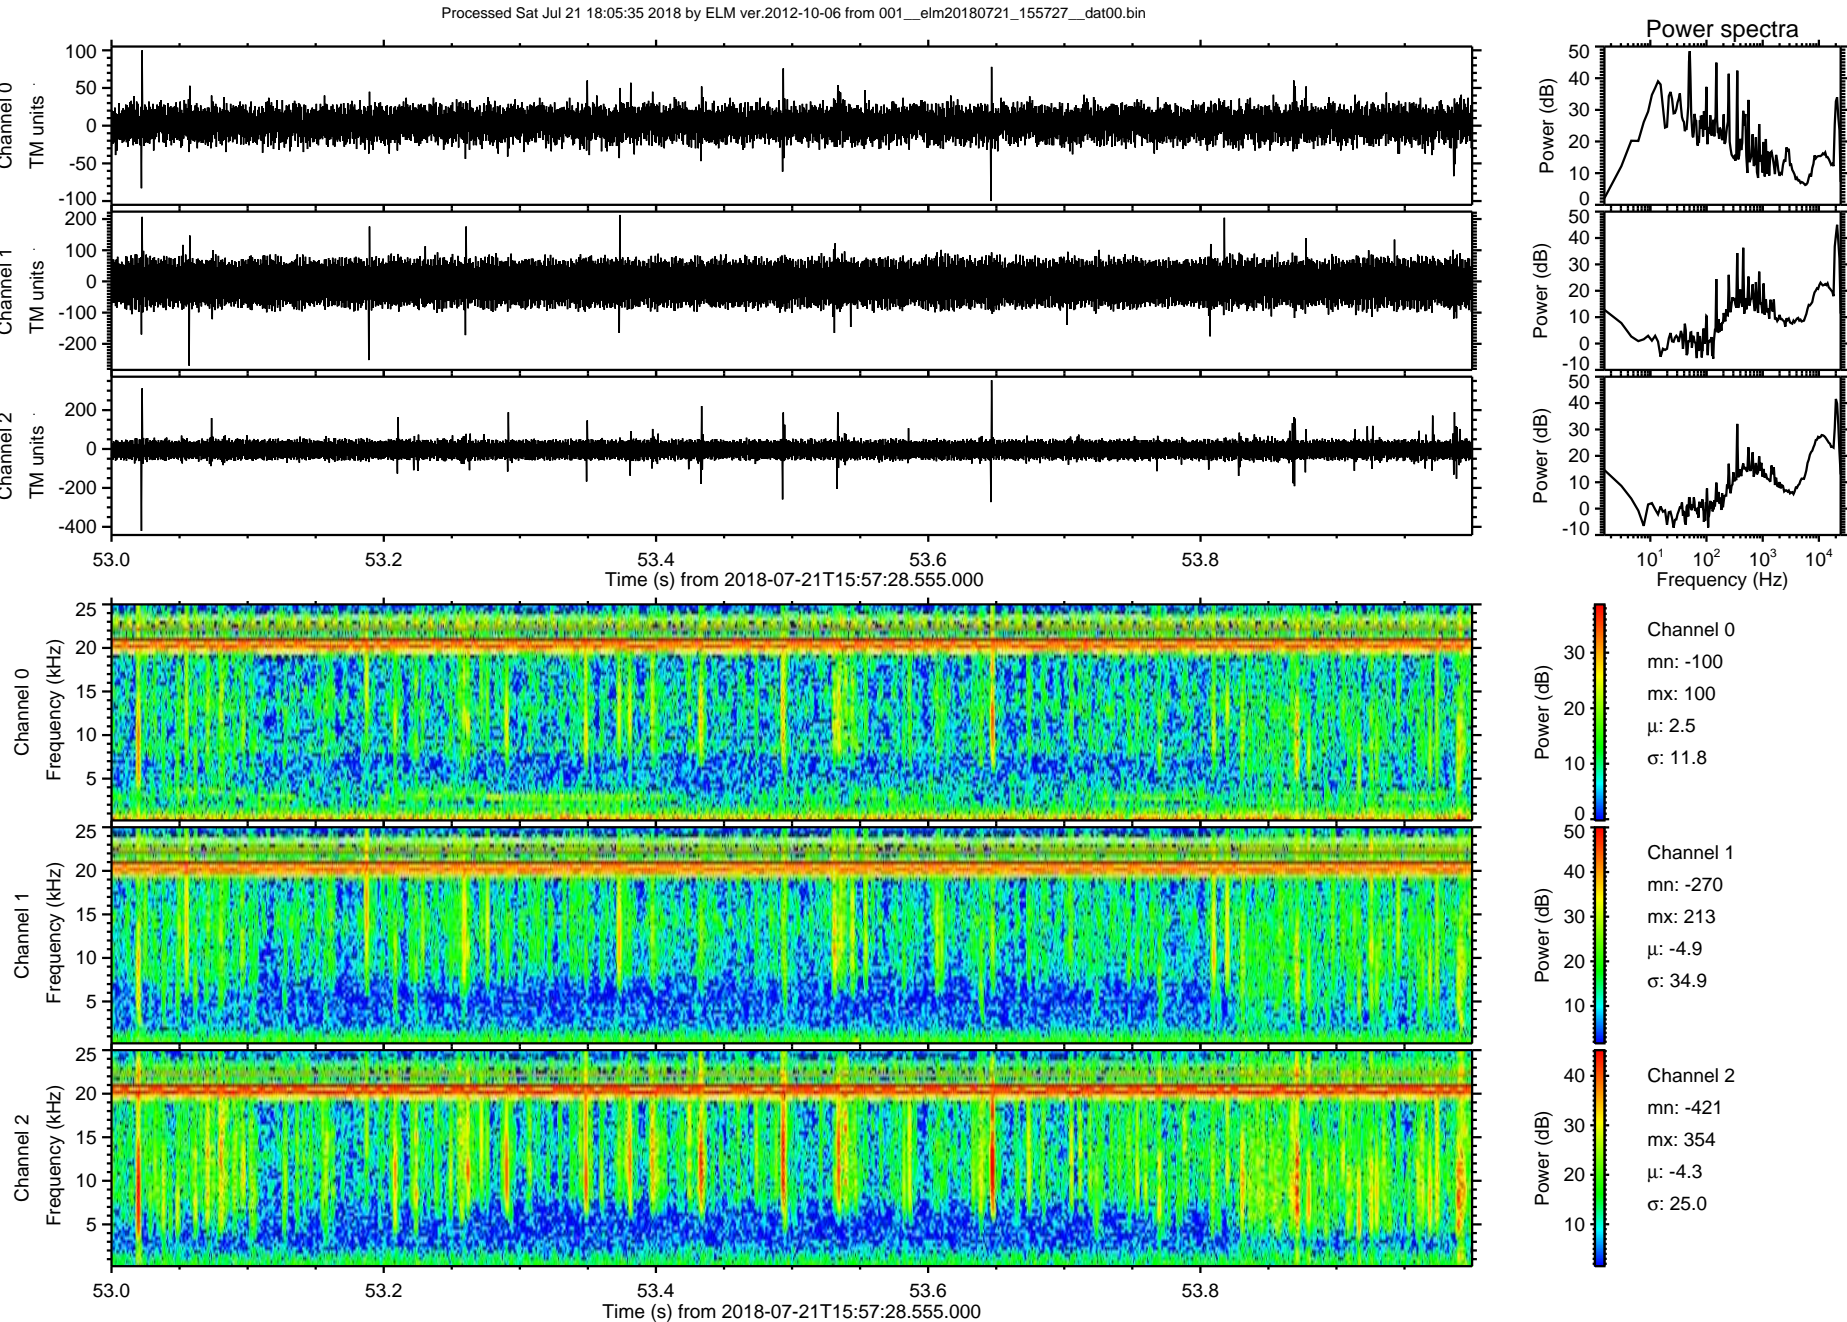 Processed Sat Jul 21 18:05:35 2018 by ELM ver.2012-10-06 from 001__elm20180721_155727__dat00.bin
Power spectra
Channel 0
TM units
100
50
0
-50
-100
Power (dB)
50
40
30
20
10
0
Channel 1
TM units
200
100
0
-100
-200
Power (dB)
50
40
30
20
10
0
-10
Channel 2
TM units
200
0
-200
-400
Power (dB)
50
40
30
20
10
0
-10
53.0 53.2 53.4 53.6 53.8
Time (s) from 2018-07-21T15:57:28.555.000
10¹ 10² 10³ 10⁴
Frequency (Hz)
Channel 0
Frequency (kHz)
25
20
15
10
5
Power (dB)
30
20
10
0
Channel 0
mn: -100
mx: 100
μ: 2.5
σ: 11.8
Channel 1
Frequency (kHz)
25
20
15
10
5
Power (dB)
50
40
30
20
10
Channel 1
mn: -270
mx: 213
μ: -4.9
σ: 34.9
Channel 2
Frequency (kHz)
25
20
15
10
5
Power (dB)
40
30
20
10
Channel 2
mn: -421
mx: 354
μ: -4.3
σ: 25.0
53.0 53.2 53.4 53.6 53.8
Time (s) from 2018-07-21T15:57:28.555.000